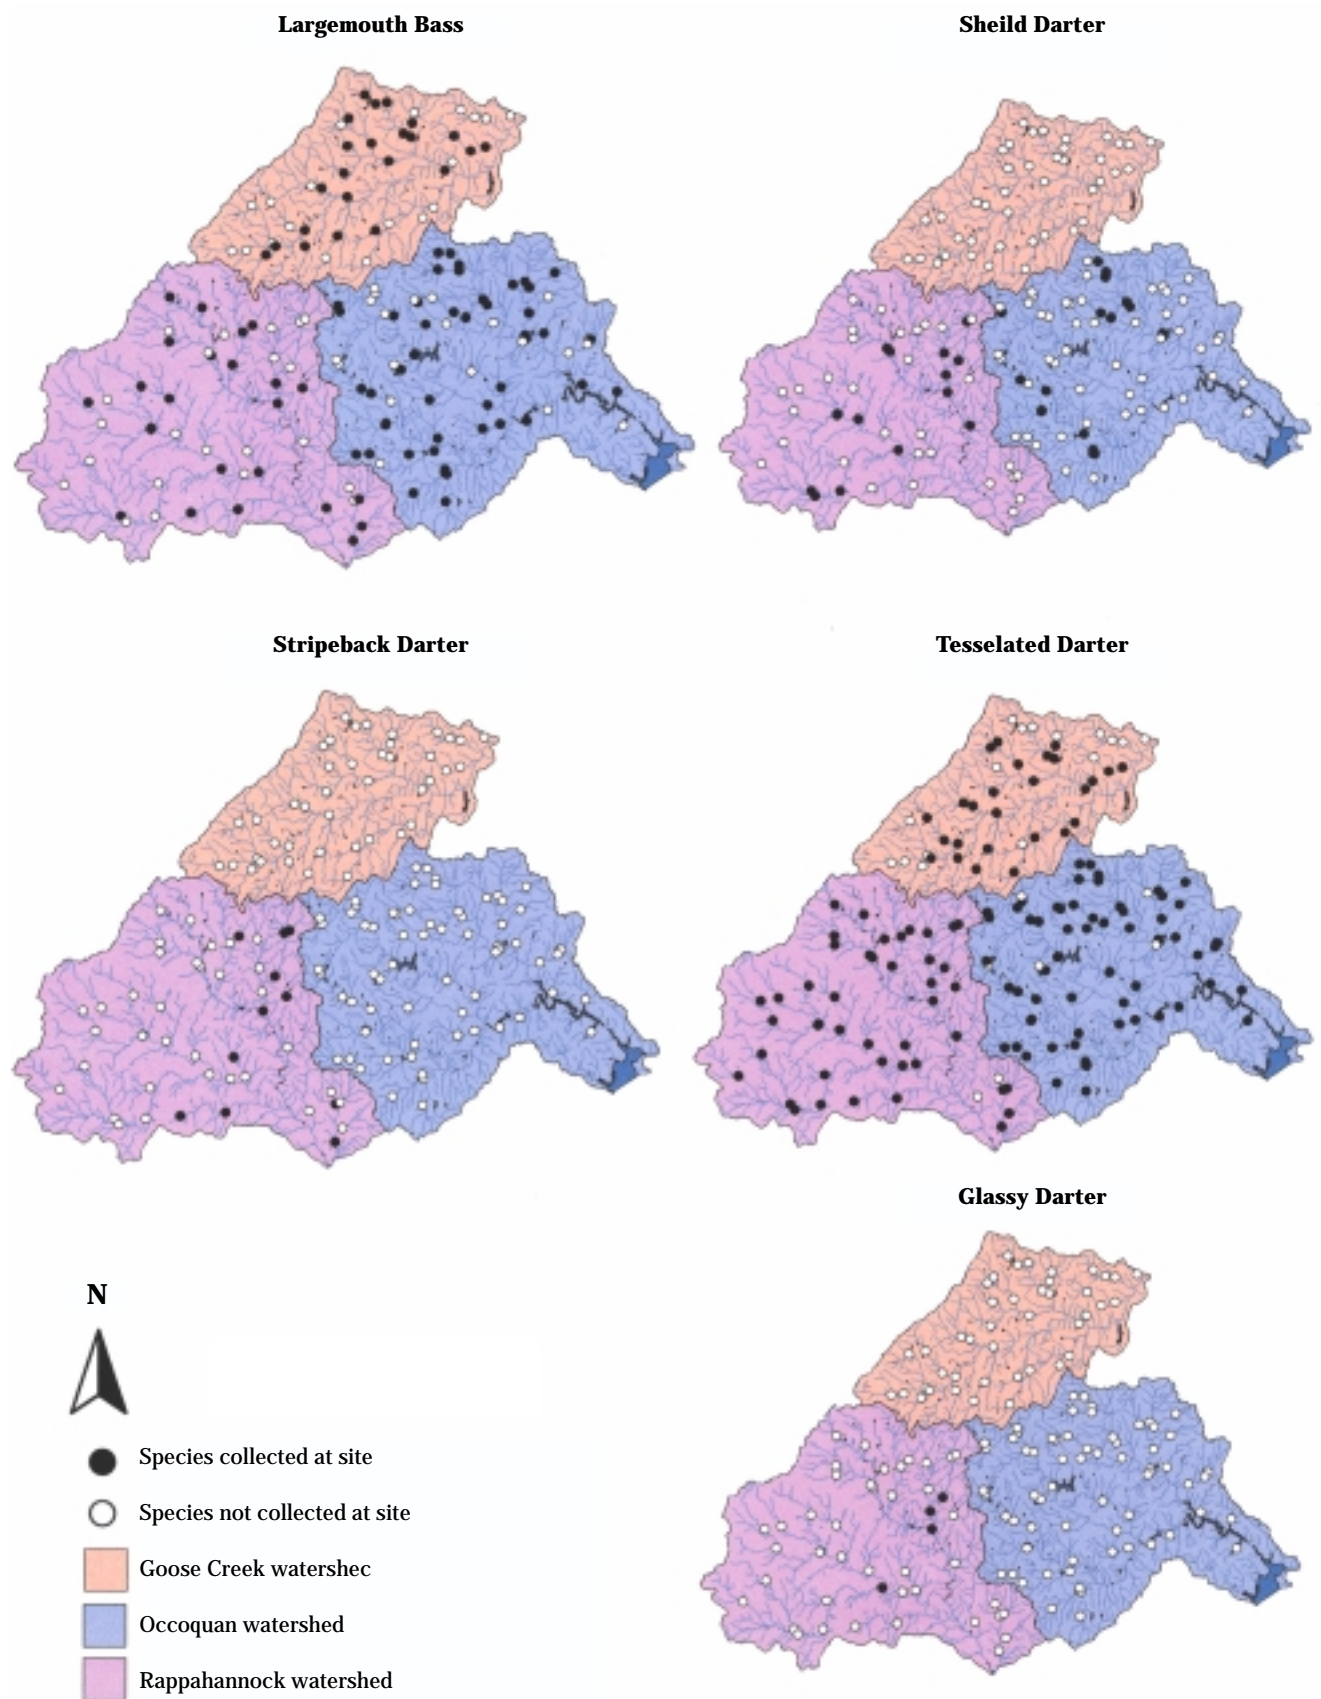 Largemouth Bass
Sheild Darter
Stripeback Darter
Tesselated Darter
Glassy Darter
N
Species collected at site
Species not collected at site
Goose Creek watershec
Occoquan watershed
Rappahannock watershed